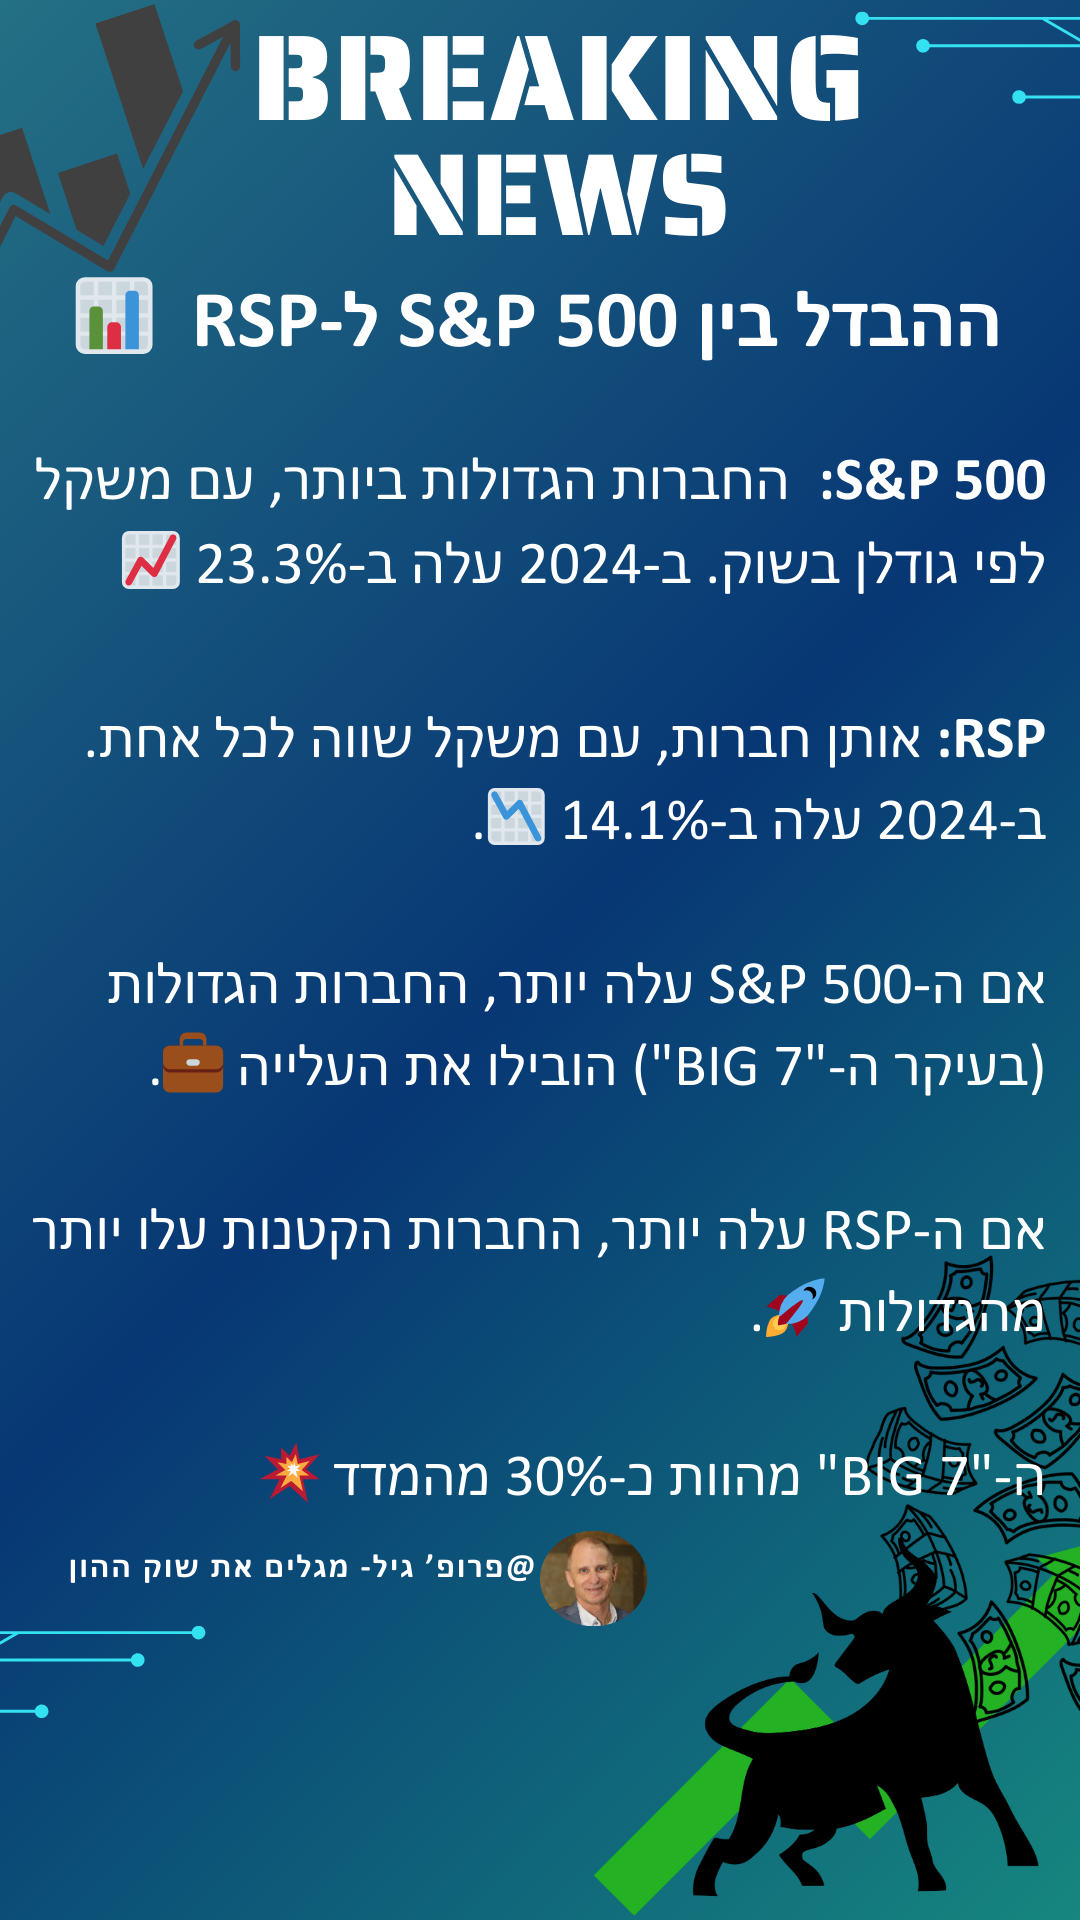 BREAKING
NEWS
ההבדל בין S&P 500 ל-RSP 📊
S&P 500: החברות הגדולות ביותר, עם משקל
לפי גודלן בשוק. ב-2024 עלה ב-23.3% 📈
RSP: אותן חברות, עם משקל שווה לכל אחת.
ב-2024 עלה ב-14.1% 📉.
אם ה-S&P 500 עלה יותר, החברות הגדולות
(בעיקר ה-"BIG 7") הובילו את העלייה 💼.
אם ה-RSP עלה יותר, החברות הקטנות עלו יותר
מהגדולות 🚀.
ה-"BIG 7" מהוות כ-30% מהמדד 💥
@פרופ׳ גיל- מגלים את שוק ההון